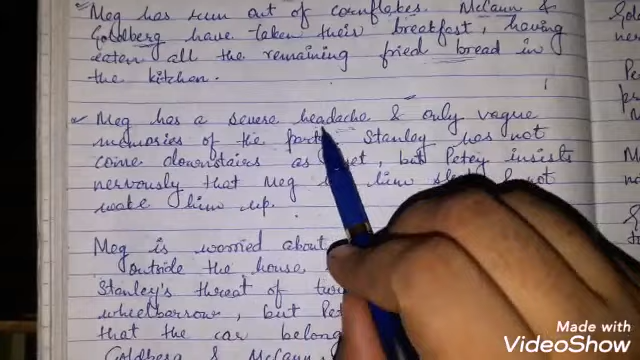 Meg has run out of cornflakes. McCann &
Goldberg have taken their breakfast, having
eaten all the remaining fried bread in
the kitchen.
Meg has a severe headache & only vague
memories of the party. Stanley has not
come downstairs as yet, but Petey insists
nervously that Meg him sleep & not
wake him up.
Meg is worried about
outside the house,
Stanley's threat of
wheelbarrow, but
that the car belong
Goldberg & McCann
Made with
VideoShow